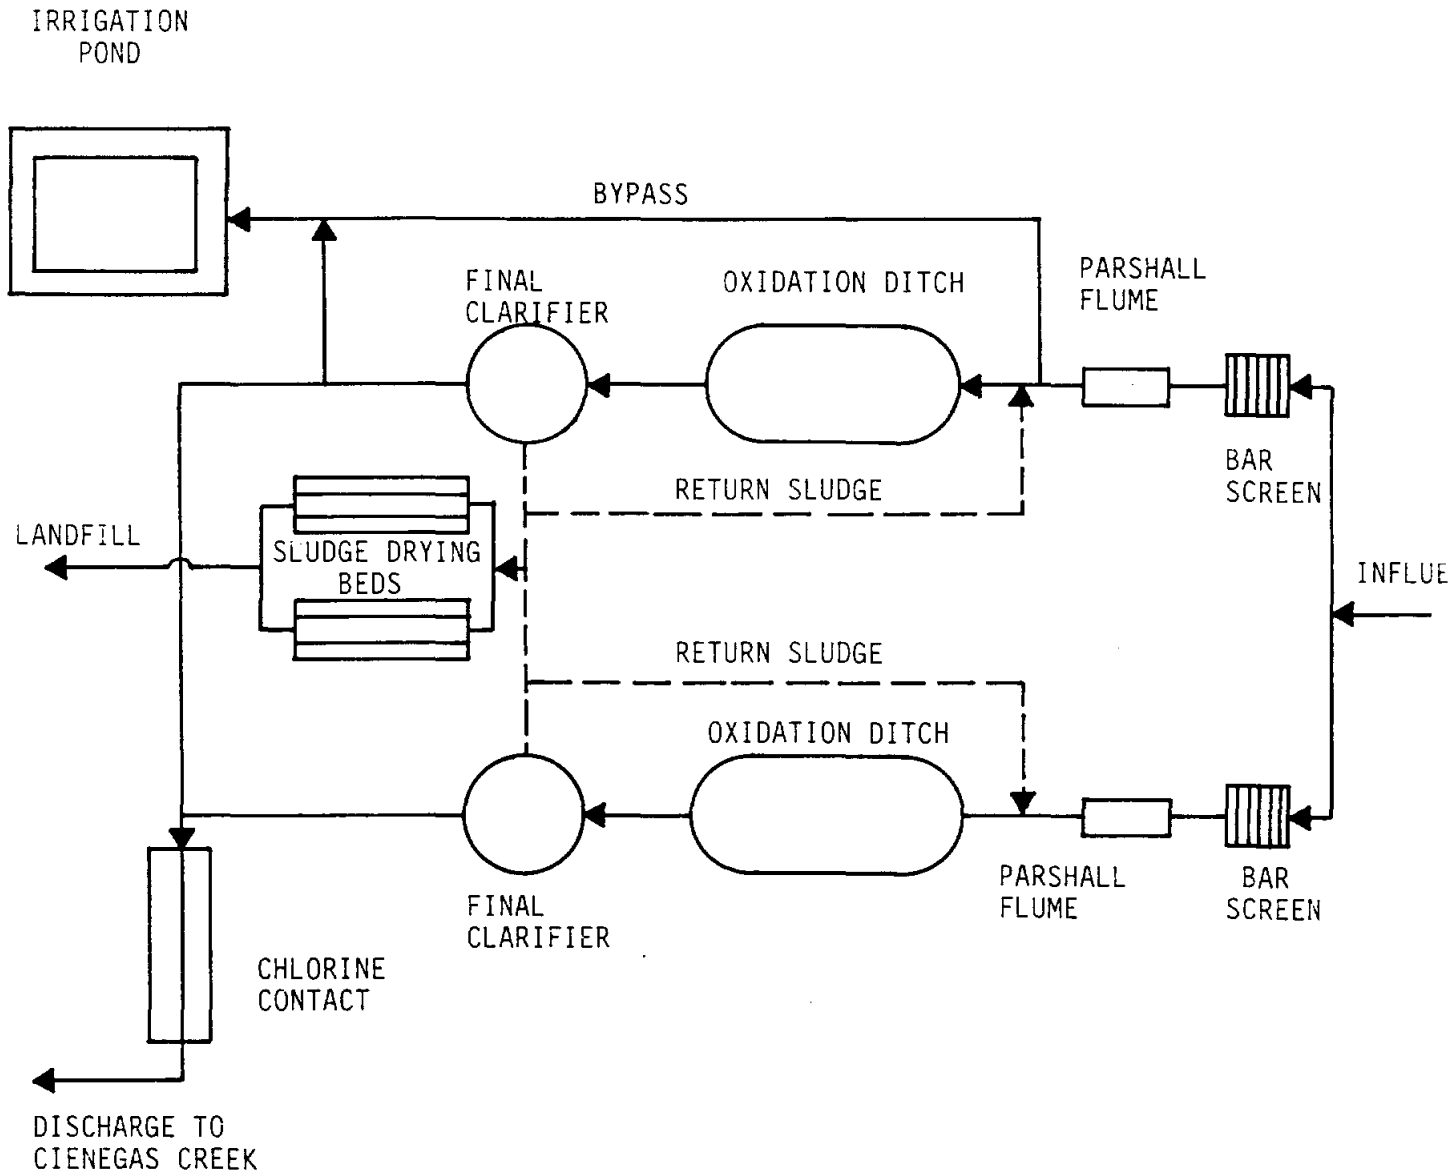 IRRIGATION
POND
BYPASS
FINAL
CLARIFIER
OXIDATION DITCH
PARSHALL
FLUME
BAR
SCREEN
RETURN SLUDGE
LANDFILL
SLUDGE DRYING
BEDS
INFLUE
RETURN SLUDGE
OXIDATION DITCH
FINAL
CLARIFIER
PARSHALL
FLUME
BAR
SCREEN
CHLORINE
CONTACT
DISCHARGE TO
CIENEGAS CREEK